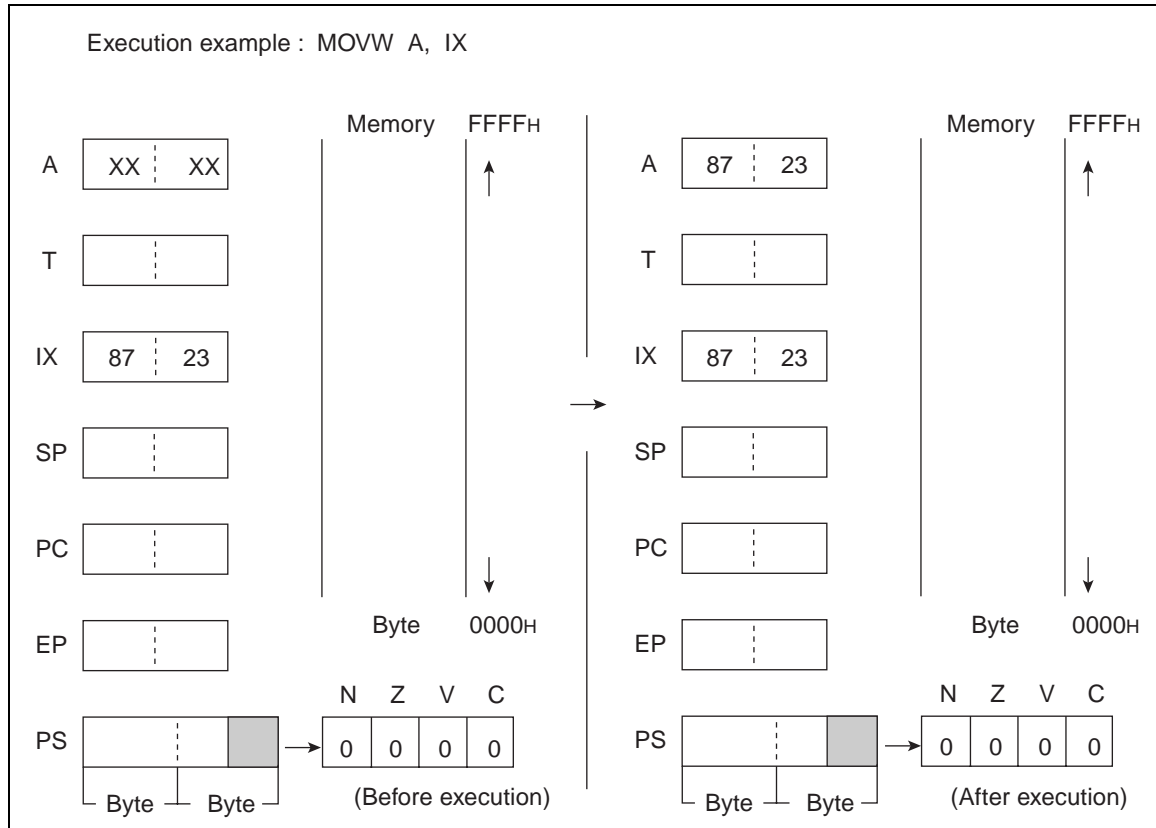 Execution example : MOVW A, IX
Memory FFFFH
A XX XX
T
IX 87 23
SP
PC
EP
Byte 0000H
N Z V C
PS 0 0 0 0
Byte Byte
(Before execution)
Memory FFFFH
A 87 23
T
IX 87 23
SP
PC
EP
Byte 0000H
N Z V C
PS 0 0 0 0
Byte Byte
(After execution)